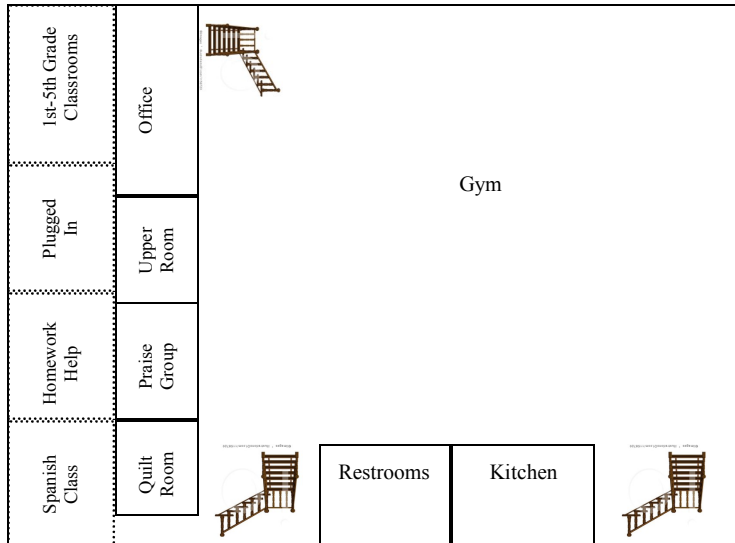 1st-5th Grade
Classrooms
Office
Gym
Plugged
In
Upper
Room
Homework
Help
Praise
Group
Spanish
Class
Quilt
Room
Restrooms
Kitchen